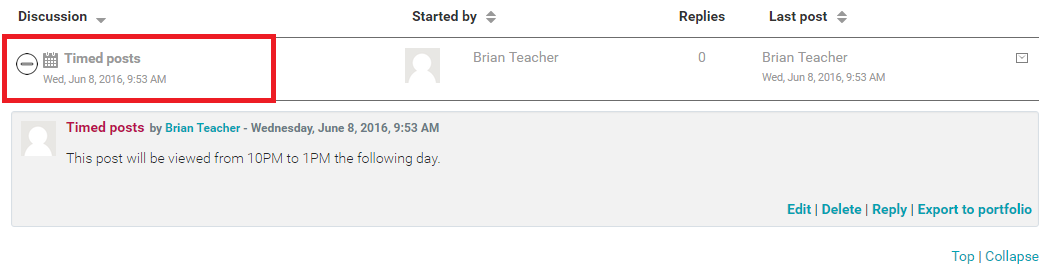 Discussion Started by Replies Last post
Timed posts Brian Teacher 0 Brian Teacher
Wed, Jun 8, 2016, 9:53 AM Wed, Jun 8, 2016, 9:53 AM
Timed posts by Brian Teacher - Wednesday, June 8, 2016, 9:53 AM
This post will be viewed from 10PM to 1PM the following day.
Edit | Delete | Reply | Export to portfolio
Top | Collapse